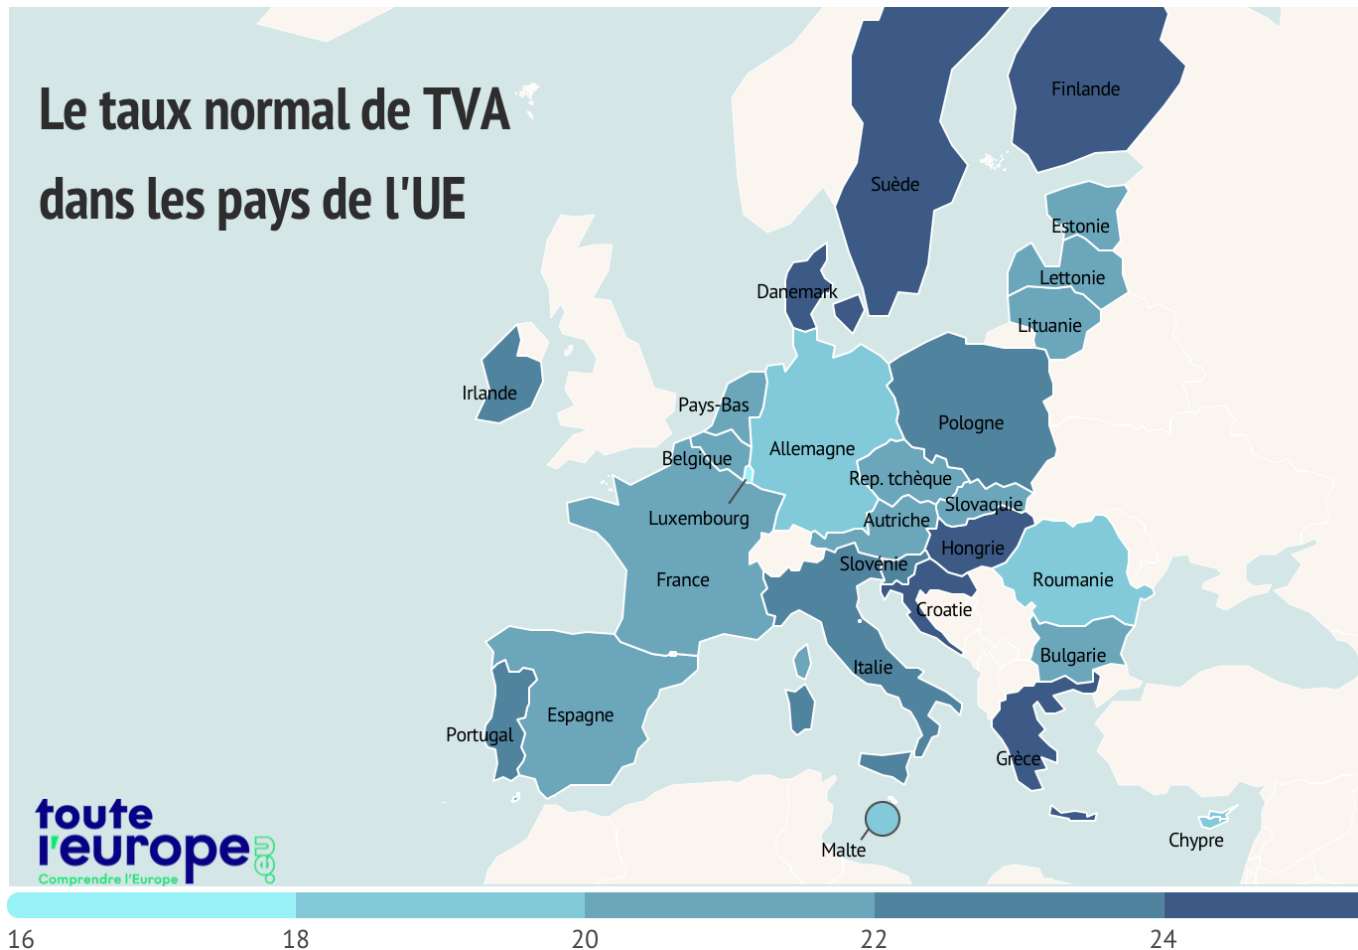 Le taux normal de TVA
dans les pays de l'UE
Finlande
Suède
Estonie
Lettonie
Danemark
Lituanie
Irlande
Pays-Bas
Pologne
Allemagne
Belgique
Rep. tchèque
Slovaquie
Luxembourg
Autriche
Hongrie
Slovénie
France
Roumanie
Croatie
Bulgarie
Italie
Espagne
Portugal
Grèce
Malte
Chypre
toute
l'europe
.eu
Comprendre l'Europe
16 18 20 22 24